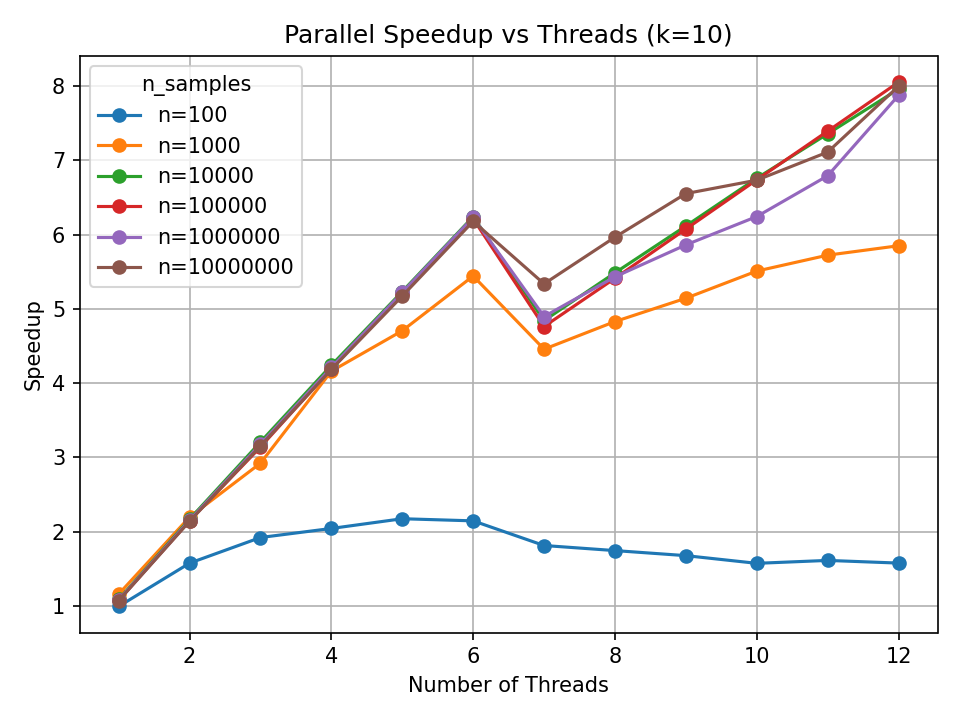 Parallel Speedup vs Threads (k=10)
n_samples
n=100
n=1000
n=10000
n=100000
n=1000000
n=10000000
Speedup
8
7
6
5
4
3
2
1
2 4 6 8 10 12
Number of Threads